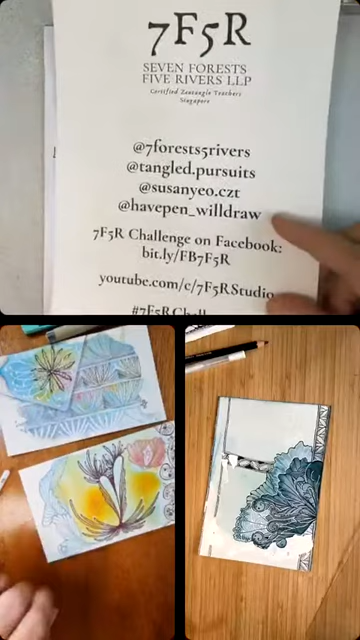 7F5R
SEVEN FORESTS
FIVE RIVERS LLP
Certified Zentangle Teachers
Singapore
@7forests5rivers
@tangled.pursuits
@susanyeo.czt
@havepen_willdraw
7F5R Challenge on Facebook:
bit.ly/FB7F5R
youtube.com/c/7F5RStudio